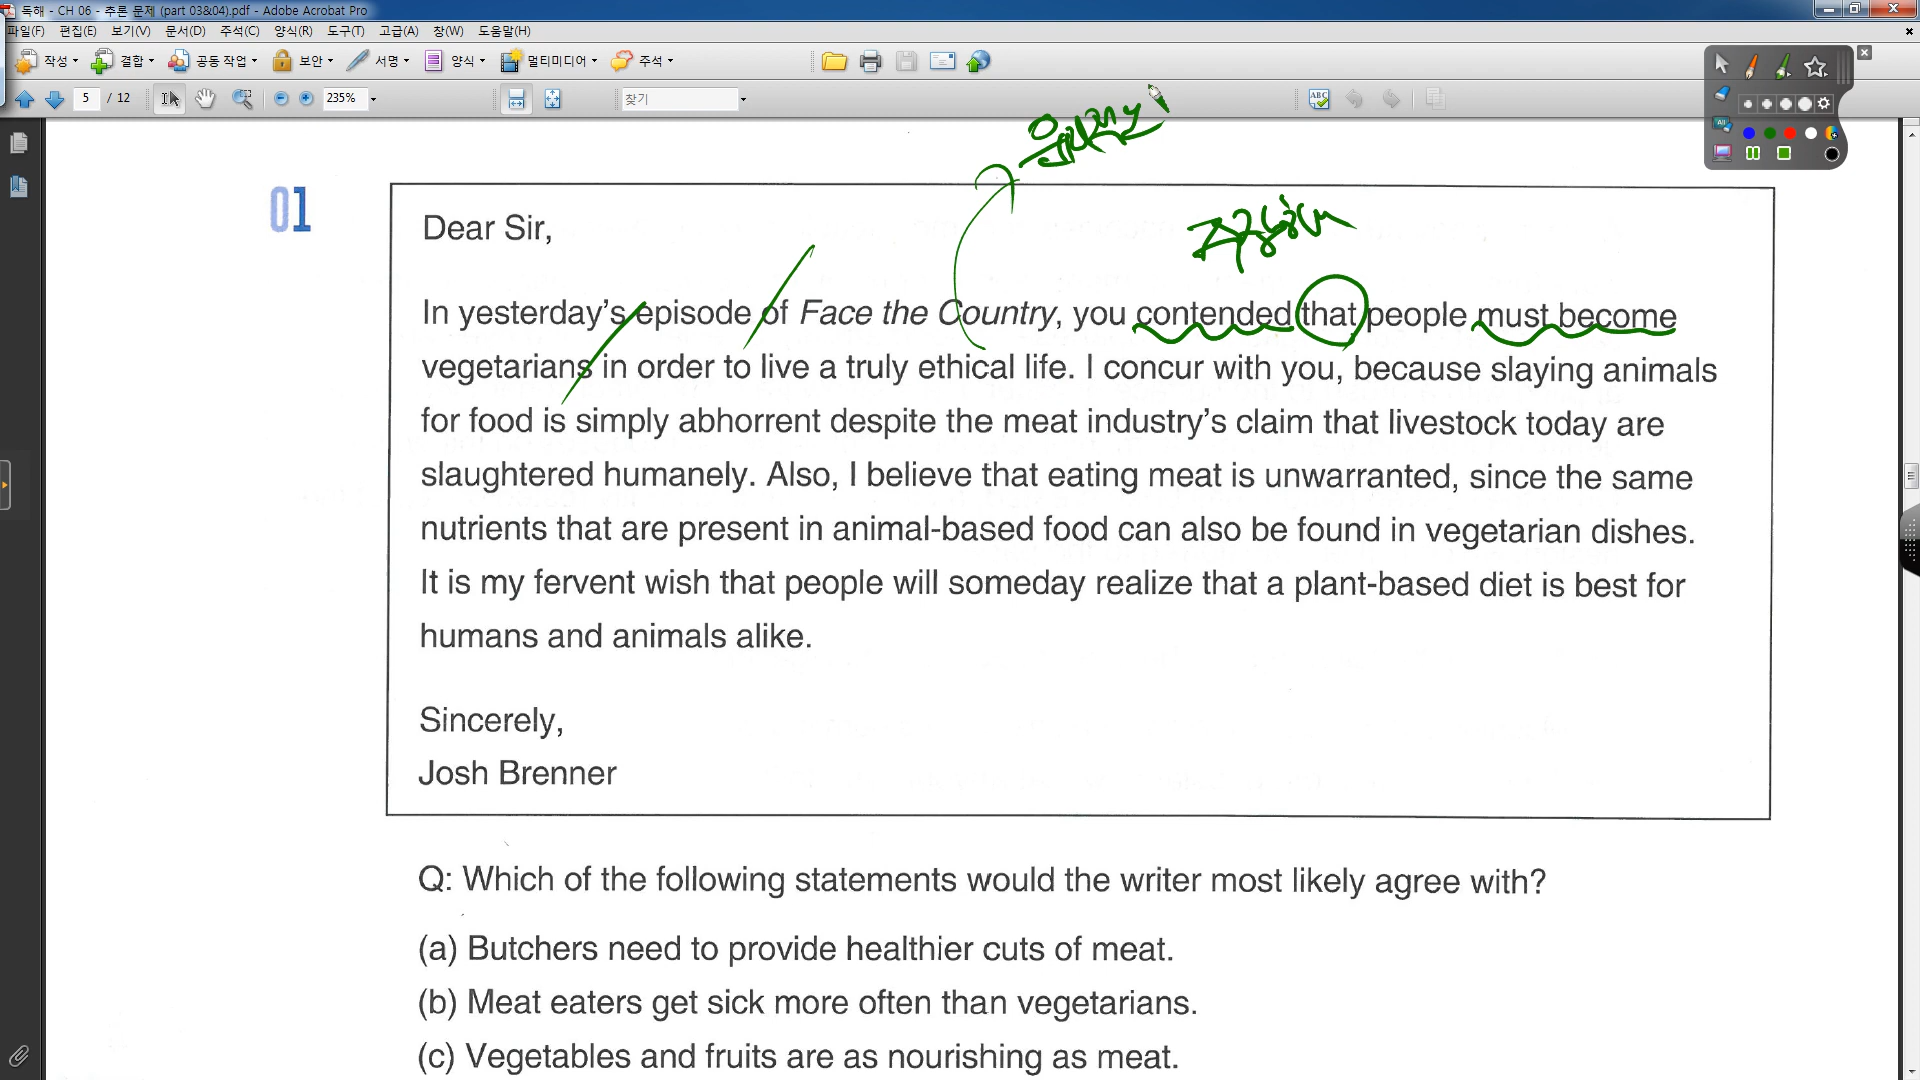 독해 - CH 06 - 추론 문제 (part 03&04).pdf - Adobe Acrobat Pro
파일(F) 편집(E) 보기(V) 문서(D) 주석(C) 양식(R) 도구(T) 고급(A) 창(W) 도움말(H)
작성 결합 공동 작업 보안 서명 양식 멀티미디어 주석
5 / 12 235% 찾기
01
Dear Sir,
In yesterday's episode of Face the Country, you contended that people must become
vegetarians in order to live a truly ethical life. I concur with you, because slaying animals
for food is simply abhorrent despite the meat industry's claim that livestock today are
slaughtered humanely. Also, I believe that eating meat is unwarranted, since the same
nutrients that are present in animal-based food can also be found in vegetarian dishes.
It is my fervent wish that people will someday realize that a plant-based diet is best for
humans and animals alike.
Sincerely,
Josh Brenner
Q: Which of the following statements would the writer most likely agree with?
(a) Butchers need to provide healthier cuts of meat.
(b) Meat eaters get sick more often than vegetarians.
(c) Vegetables and fruits are as nourishing as meat.